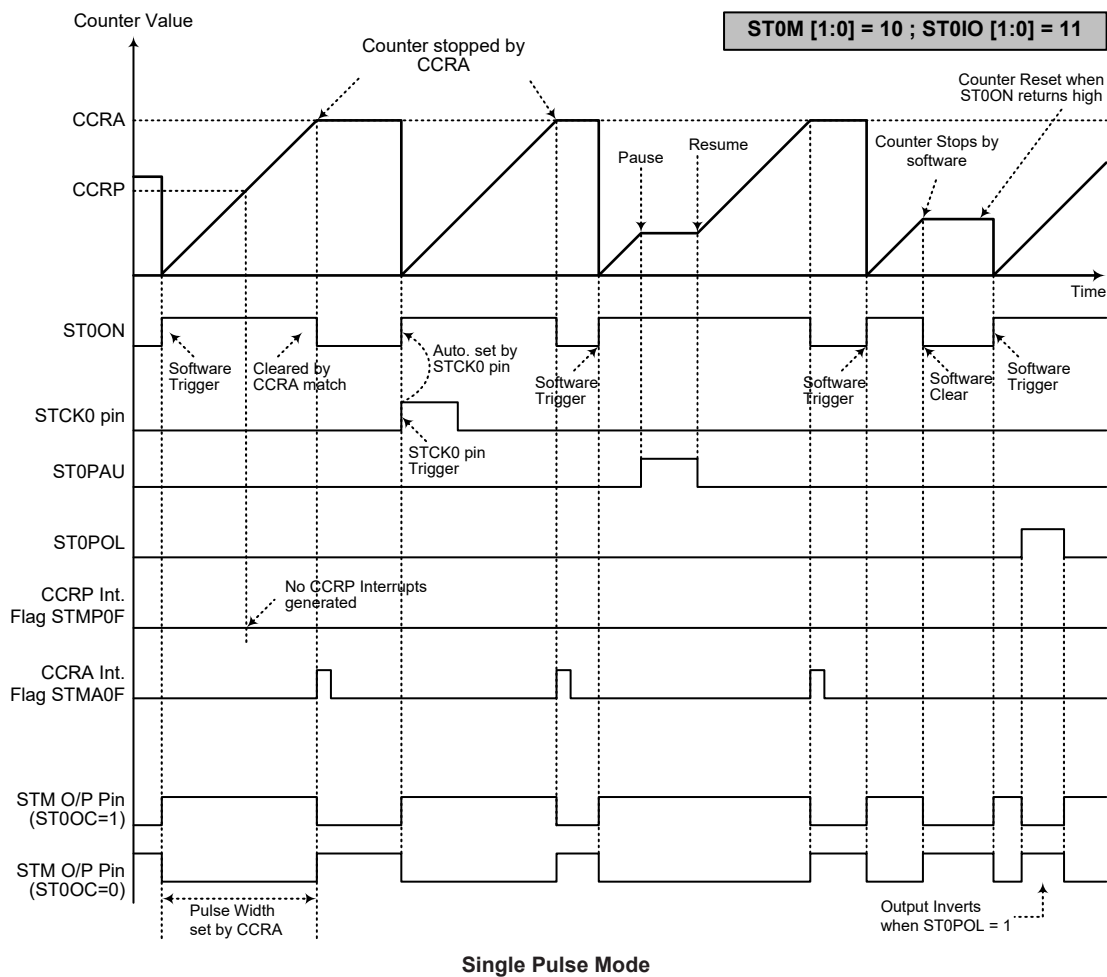 Counter Value
ST0M [1:0] = 10 ; ST0IO [1:0] = 11
Counter stopped by
CCRA
Counter Reset when
ST0ON returns high
CCRA
Pause
Resume
Counter Stops by
software
CCRP
Time
ST0ON
Software
Trigger
Cleared by
CCRA match
Auto. set by
STCK0 pin
Software
Trigger
Software
Trigger
Software
Clear
Software
Trigger
STCK0 pin
STCK0 pin
Trigger
ST0PAU
ST0POL
CCRP Int.
Flag STMP0F
No CCRP Interrupts
generated
CCRA Int.
Flag STMA0F
STM O/P Pin
(ST0OC=1)
STM O/P Pin
(ST0OC=0)
Pulse Width
set by CCRA
Output Inverts
when ST0POL = 1
Single Pulse Mode